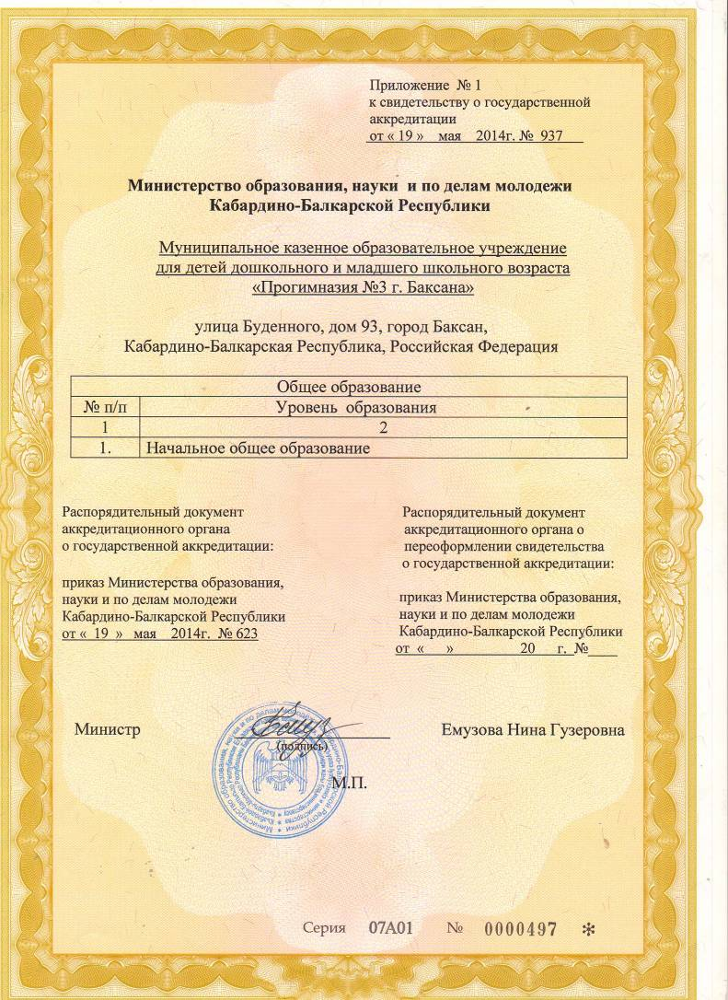 Приложение № 1
к свидетельству о государственной
аккредитации
от « 19 » мая 2014г. № 937
Министерство образования, науки и по делам молодежи
Кабардино-Балкарской Республики
Муниципальное казенное образовательное учреждение
для детей дошкольного и младшего школьного возраста
«Прогимназия №3 г. Баксана»
улица Буденного, дом 93, город Баксан,
Кабардино-Балкарская Республика, Российская Федерация
Общее образование
№ п/п Уровень образования
1 2
1. Начальное общее образование
Распорядительный документ
аккредитационного органа
о государственной аккредитации:
приказ Министерства образования,
науки и по делам молодежи
Кабардино-Балкарской Республики
от « 19 » мая 2014г. № 623
Распорядительный документ
аккредитационного органа о
переоформлении свидетельства
о государственной аккредитации:
приказ Министерства образования,
науки и по делам молодежи
Кабардино-Балкарской Республики
от « » 20 г. №
Министр
(подпись)
Емузова Нина Гузеровна
М.П.
Серия 07А01 № 0000497 *